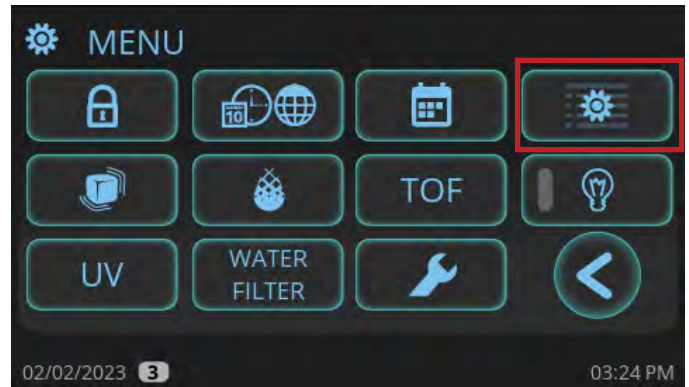 MENU
10
TOF
UV
WATER
FILTER
02/02/2023 3
03:24 PM